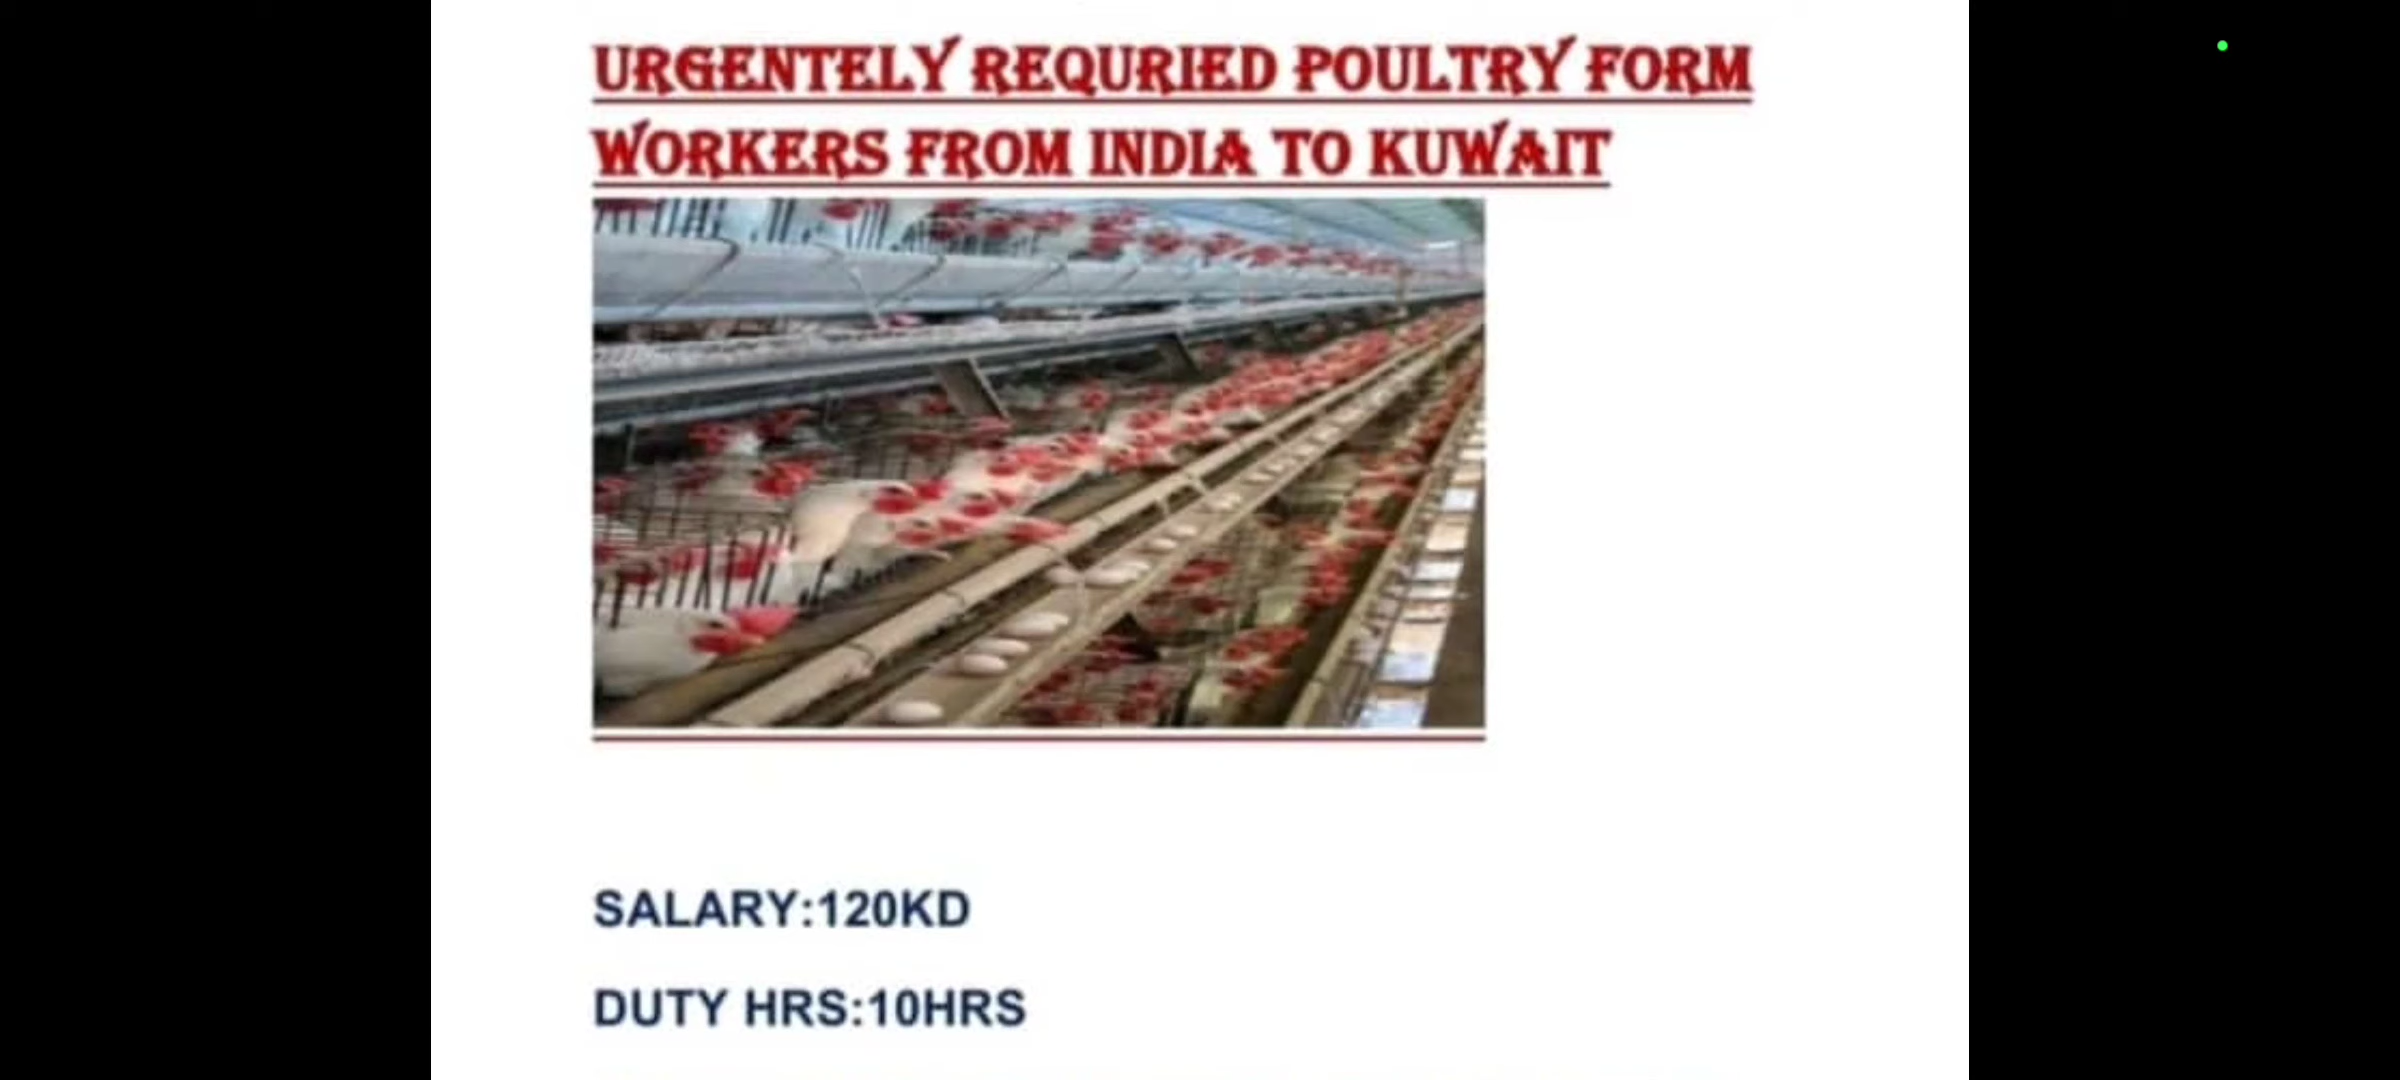 URGENTELY REQURIED POULTRY FORM
WORKERS FROM INDIA TO KUWAIT
SALARY:120KD
DUTY HRS:10HRS